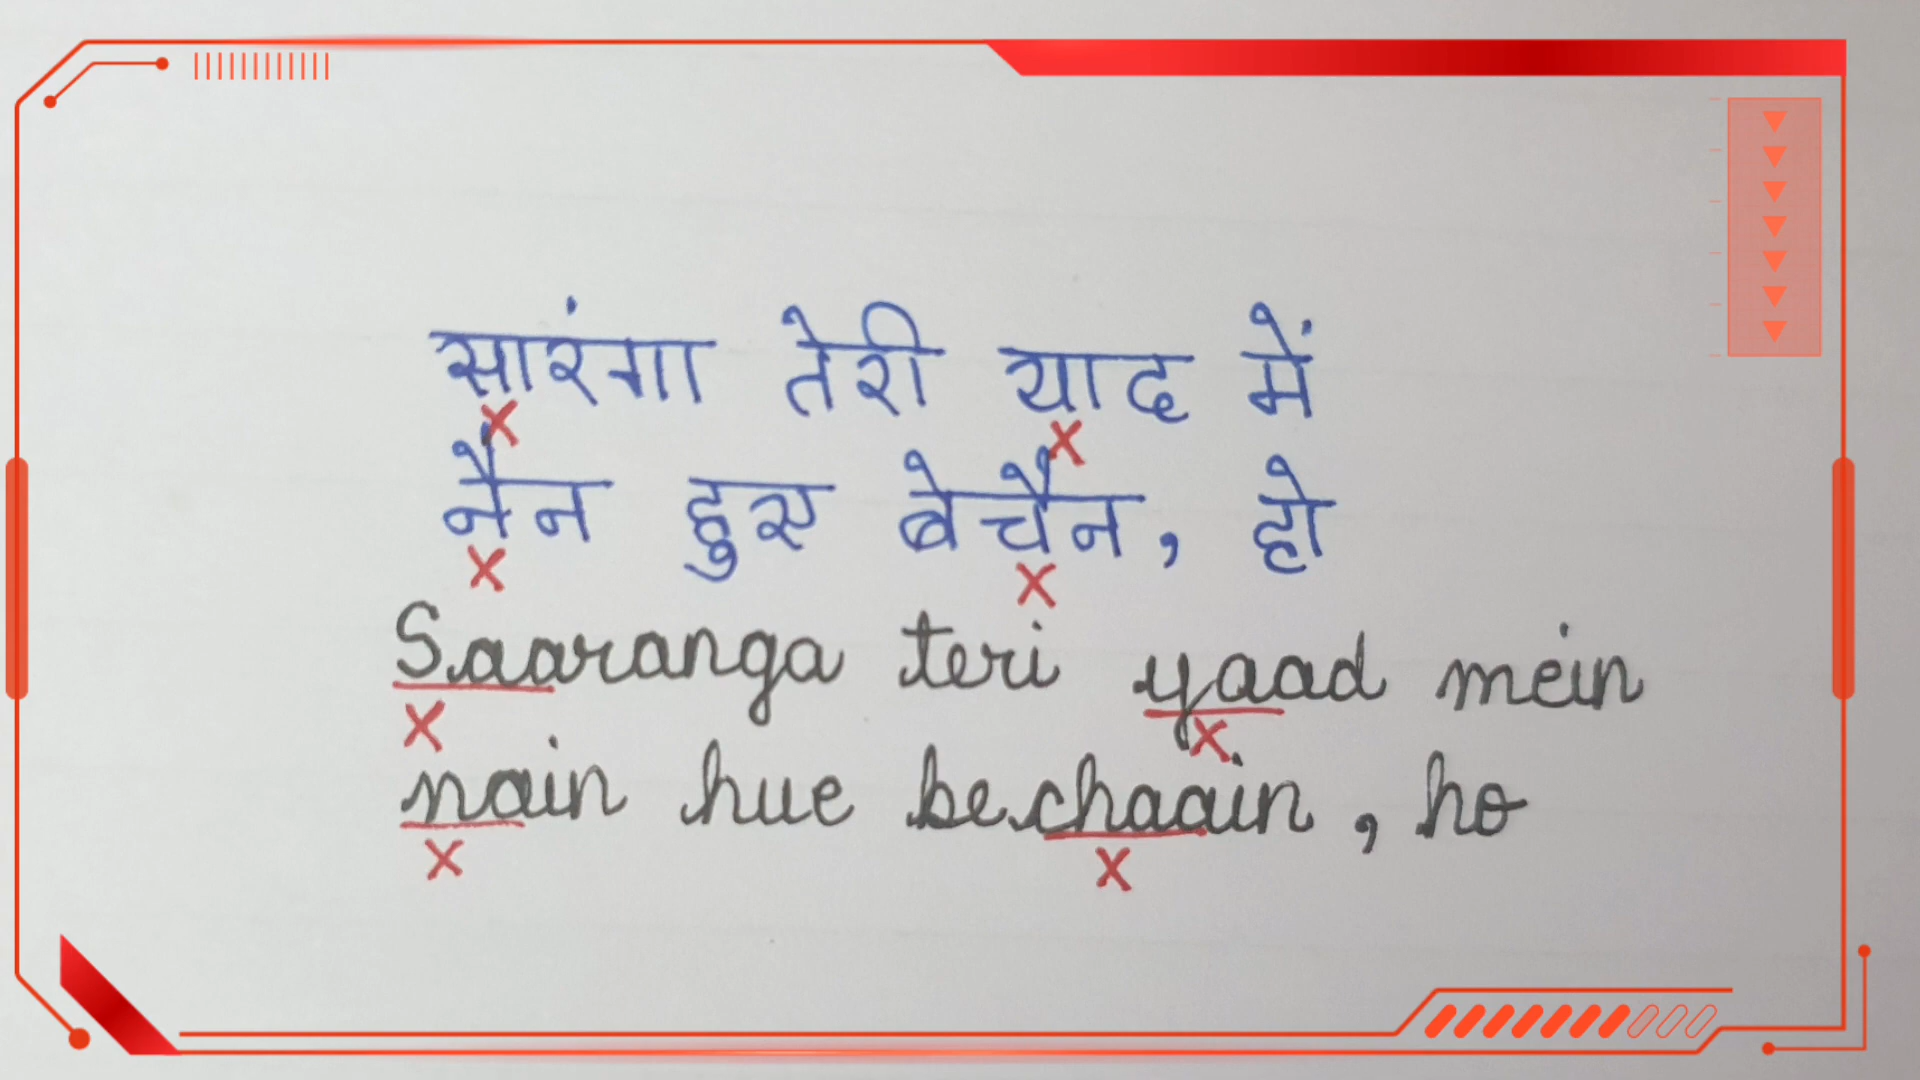 सारंगा तेरी याद में
x x
नैन हुए बेचैन, हो
x x
Saaranga teri yaad mein
x x
nain hue bechaain, ho
x x